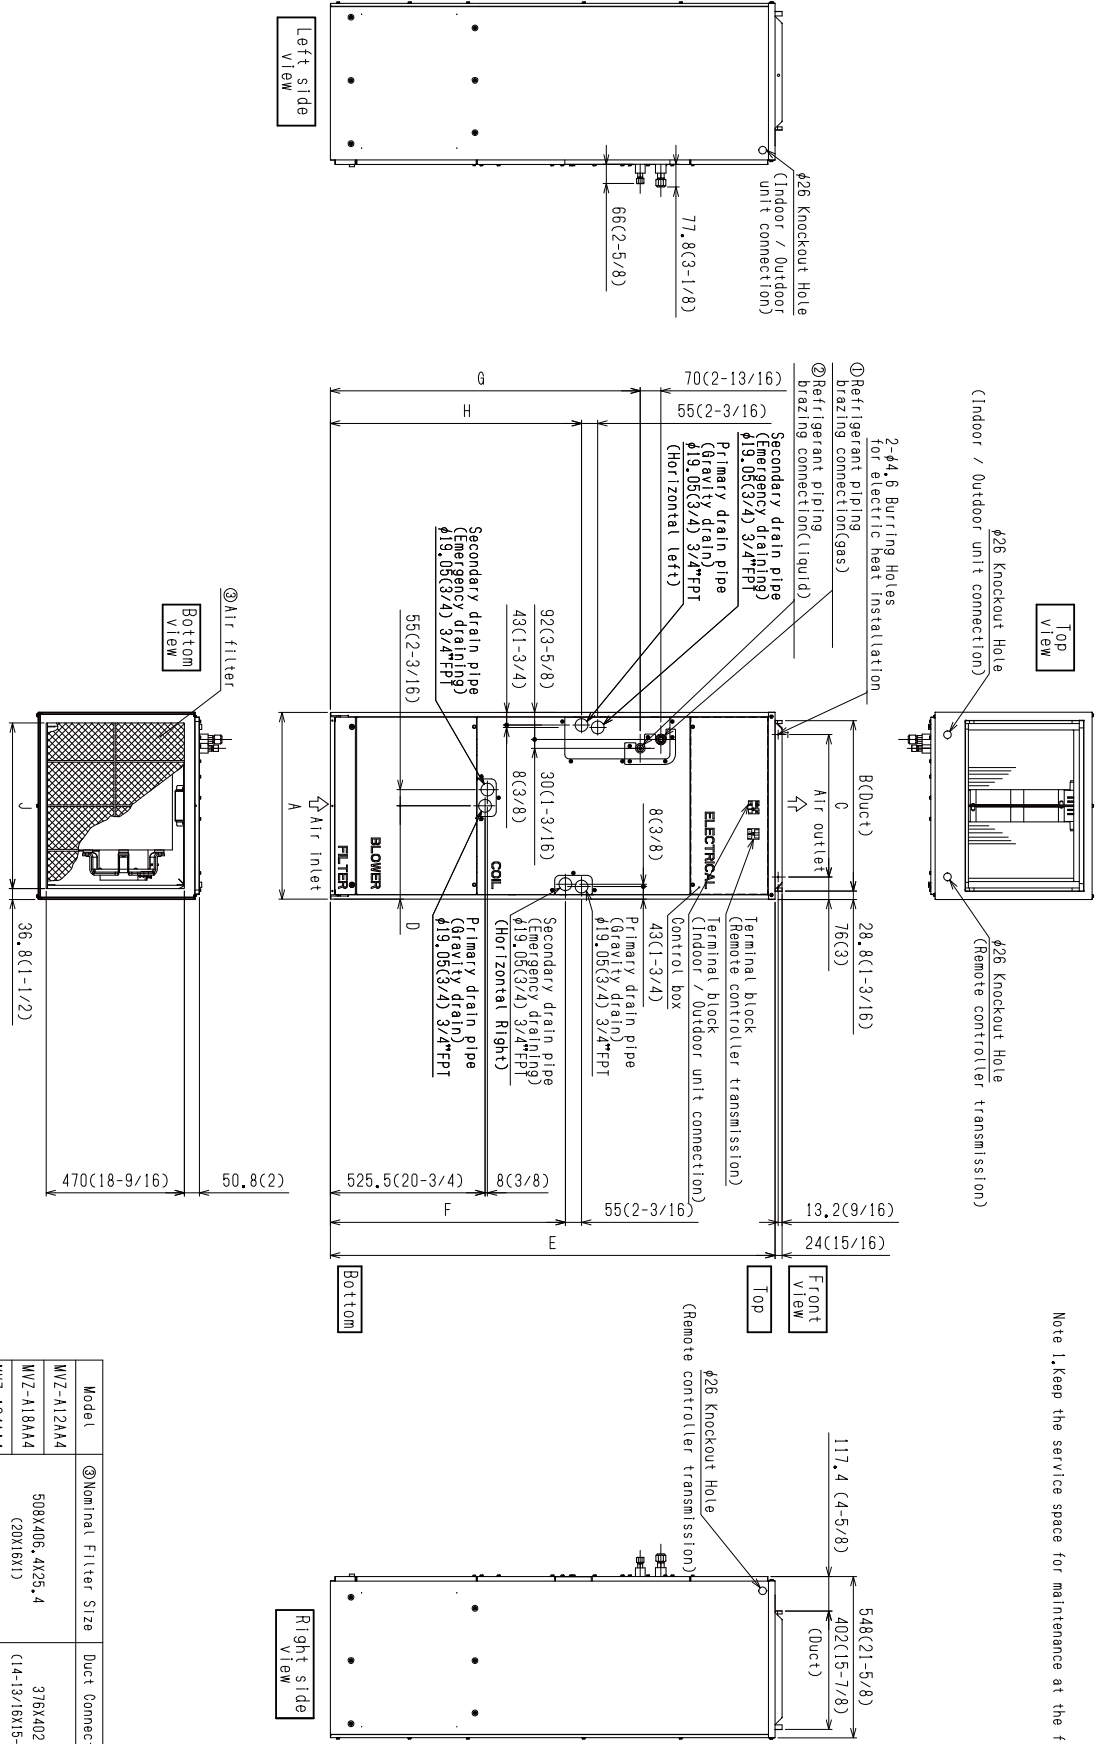 Left side
view
φ26 Knockout Hole
(Indoor / Outdoor
unit connection)
77.8(3-1/8)
66(2-5/8)
Top
view
φ26 Knockout Hole
(Indoor / Outdoor unit connection)
φ26 Knockout Hole
(Remote controller transmission)
2-φ4.6 Burring Holes
for electric heat installation
①Refrigerant piping
brazing connection(gas)
②Refrigerant piping
brazing connection(liquid)
G
70(2-13/16)
H
55(2-3/16)
Secondary drain pipe
(Emergency draining)
φ19.05(3/4) 3/4"FPT
Primary drain pipe
(Gravity drain)
φ19.05(3/4) 3/4"FPT
(Horizontal left)
92(3-5/8)
43(1-3/4)
Secondary drain pipe
(Emergency draining)
φ19.05(3/4) 3/4"FPT
55(2-3/16)
B(Duct)
C
Air outlet
28.8(1-3/16)
76(3)
8(3/8)
30(1-3/16)
8(3/8)
ELECTRICAL
COIL
BLOWER
FILTER
A
Air inlet
D
Terminal block
(Remote controller transmission)
Terminal block
(Indoor / Outdoor unit connection)
Control box
43(1-3/4)
Primary drain pipe
(Gravity drain)
φ19.05(3/4) 3/4"FPT
Secondary drain pipe
(Emergency draining)
φ19.05(3/4) 3/4"FPT
(Horizontal Right)
Primary drain pipe
(Gravity drain)
φ19.05(3/4) 3/4"FPT
525.5(20-3/4)
8(3/8)
F
55(2-3/16)
E
13.2(9/16)
24(15/16)
Front
view
Top
Bottom
③Air filter
Bottom
view
J
36.8(1-1/2)
470(18-9/16)
50.8(2)
Note 1.Keep the service space for maintenance at the f
φ26 Knockout Hole
(Remote controller transmission)
117.4 (4-5/8)
548(21-5/8)
402(15-7/8)
(Duct)
Right side
view
Model
③Nominal Filter Size
Duct Connec
MVZ-A12AA4
MVZ-A18AA4
508X406.4X25.4
(20X16X1)
376X402
(14-13/16X15-